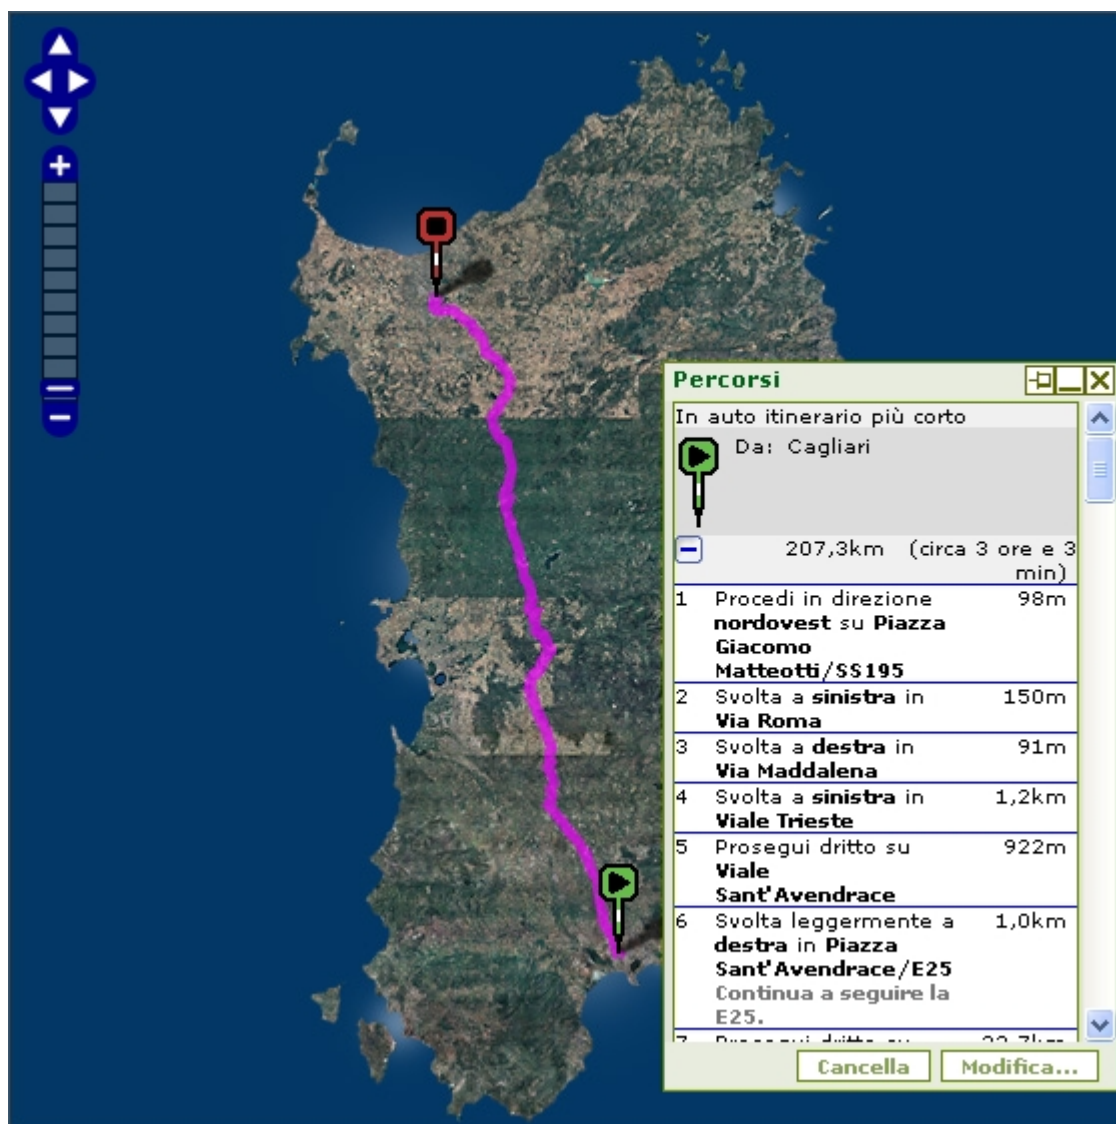 Percorsi
In auto itinerario più corto
Da: Cagliari
207,3km (circa 3 ore e 3
min)
1 Procedi in direzione 98m
nordovest su Piazza
Giacomo
Matteotti/SS195
2 Svolta a sinistra in 150m
Via Roma
3 Svolta a destra in 91m
Via Maddalena
4 Svolta a sinistra in 1,2km
Viale Trieste
5 Prosegui dritto su 922m
Viale
Sant'Avendrace
6 Svolta leggermente a 1,0km
destra in Piazza
Sant'Avendrace/E25
Continua a seguire la
E25.
Cancella Modifica...